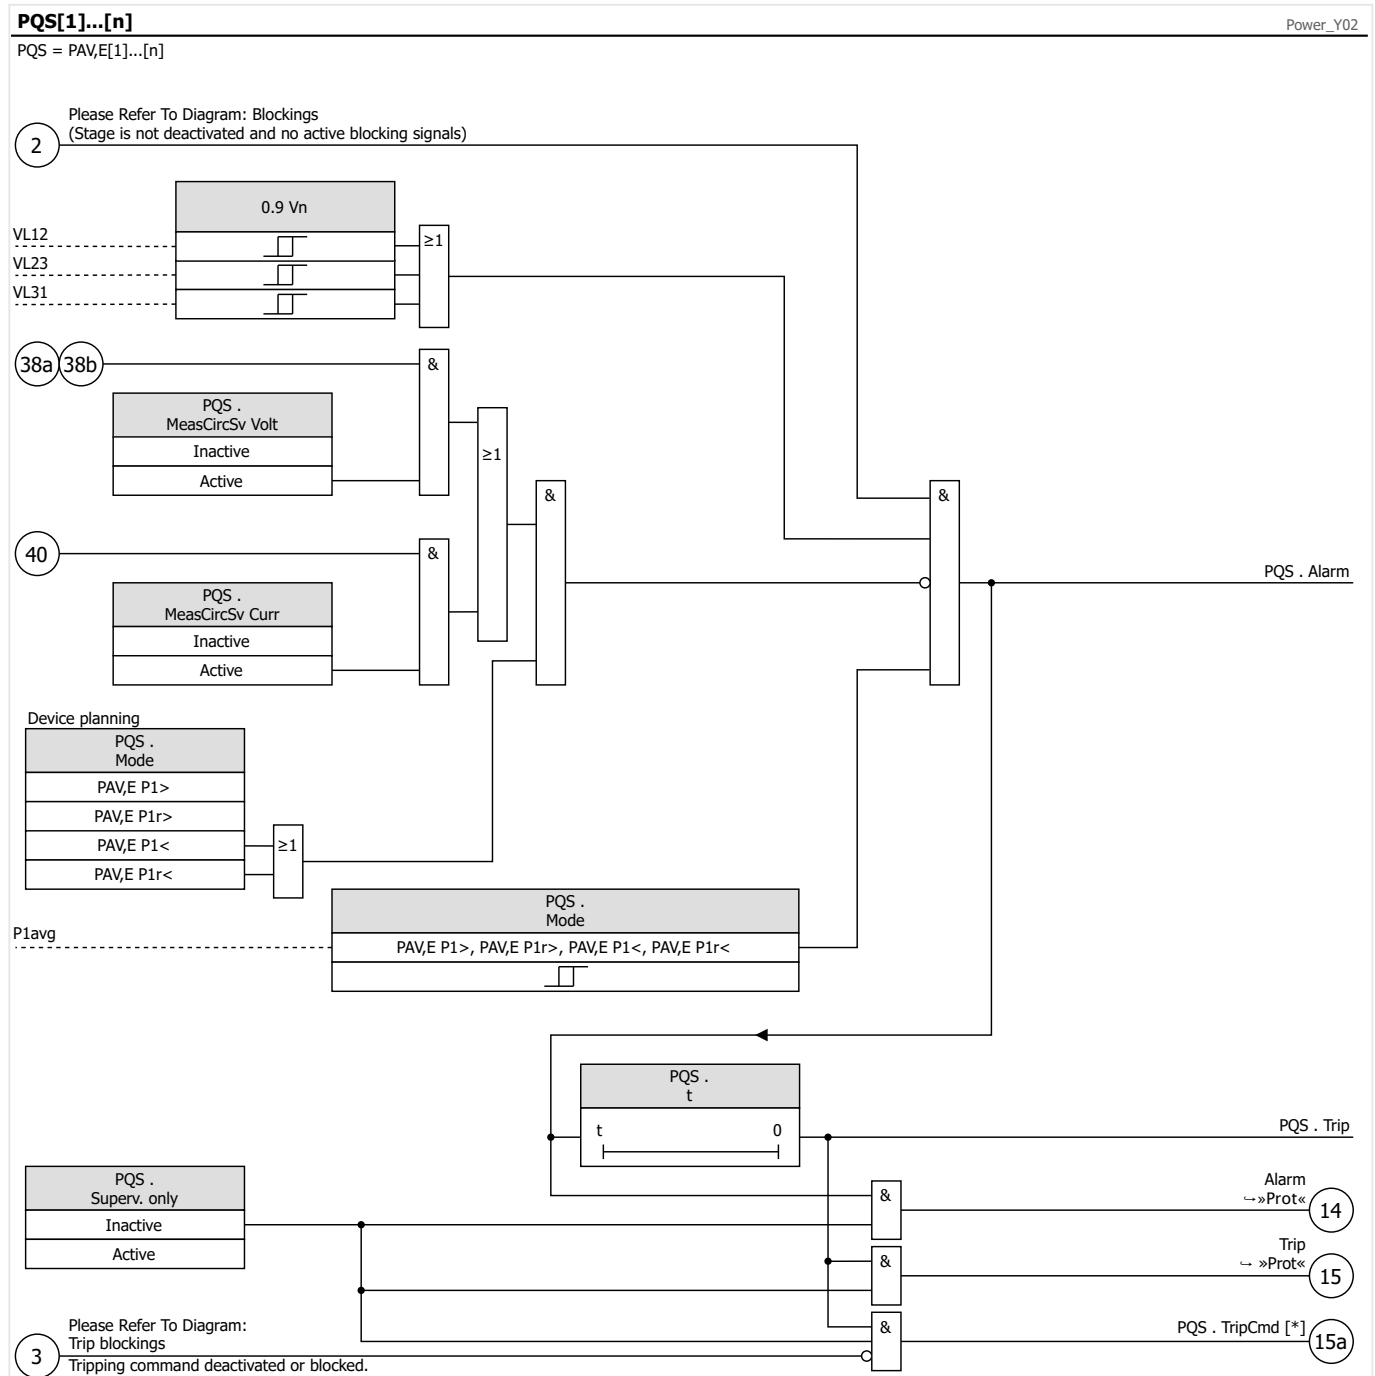 PQS[1]...[n]
Power_Y02
PQS = PAV,E[1]...[n]
Please Refer To Diagram: Blockings
2
(Stage is not deactivated and no active blocking signals)
0.9 Vn
VL12
VL23
VL31
≥1
38a
38b
&
PQS .
MeasCircSv Volt
Inactive
Active
≥1
&
&
40
&
PQS .
MeasCircSv Curr
Inactive
Active
PQS . Alarm
Device planning
PQS .
Mode
PAV,E P1>
PAV,E P1r>
PAV,E P1<
PAV,E P1r<
≥1
PQS .
Mode
P1avg
PAV,E P1>, PAV,E P1r>, PAV,E P1<, PAV,E P1r<
PQS .
t
t 0
PQS . Trip
PQS .
Superv. only
Inactive
Active
&
Alarm
↪»Prot«
14
&
Trip
↪ »Prot«
15
&
PQS . TripCmd [*]
15a
Please Refer To Diagram:
Trip blockings
3
Tripping command deactivated or blocked.